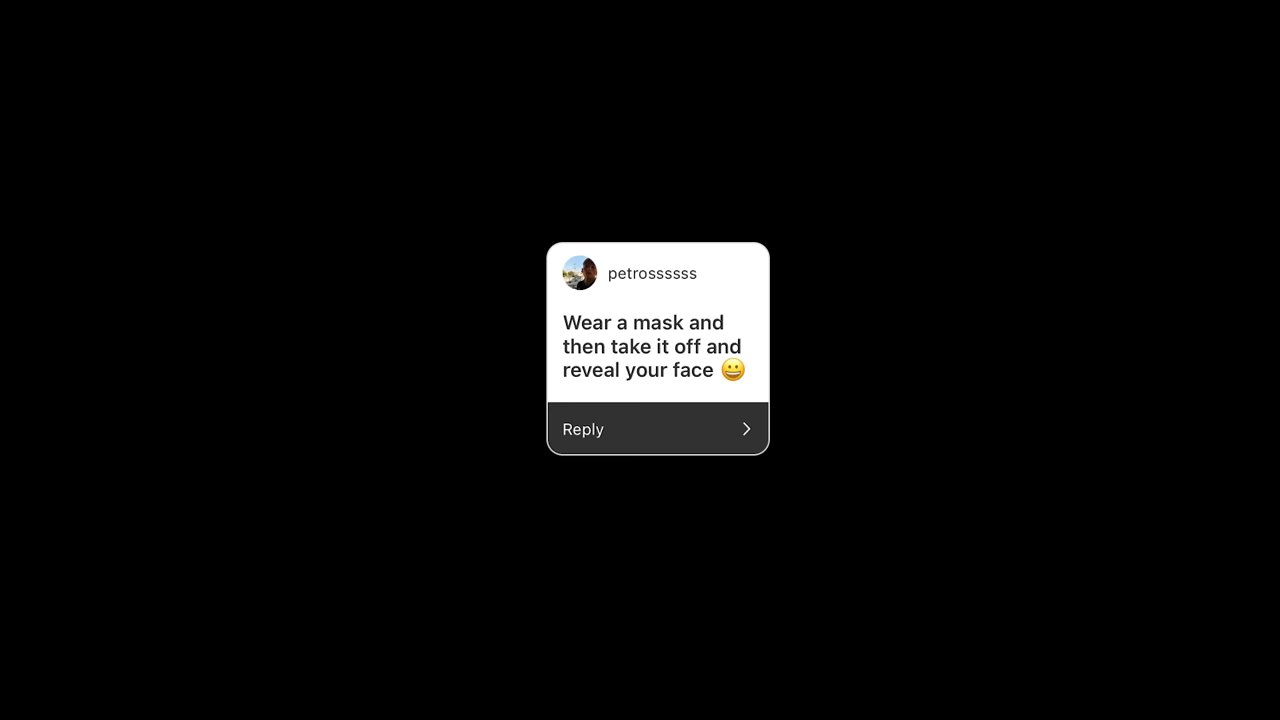 petrossssss
Wear a mask and
then take it off and
reveal your face 😀
Reply